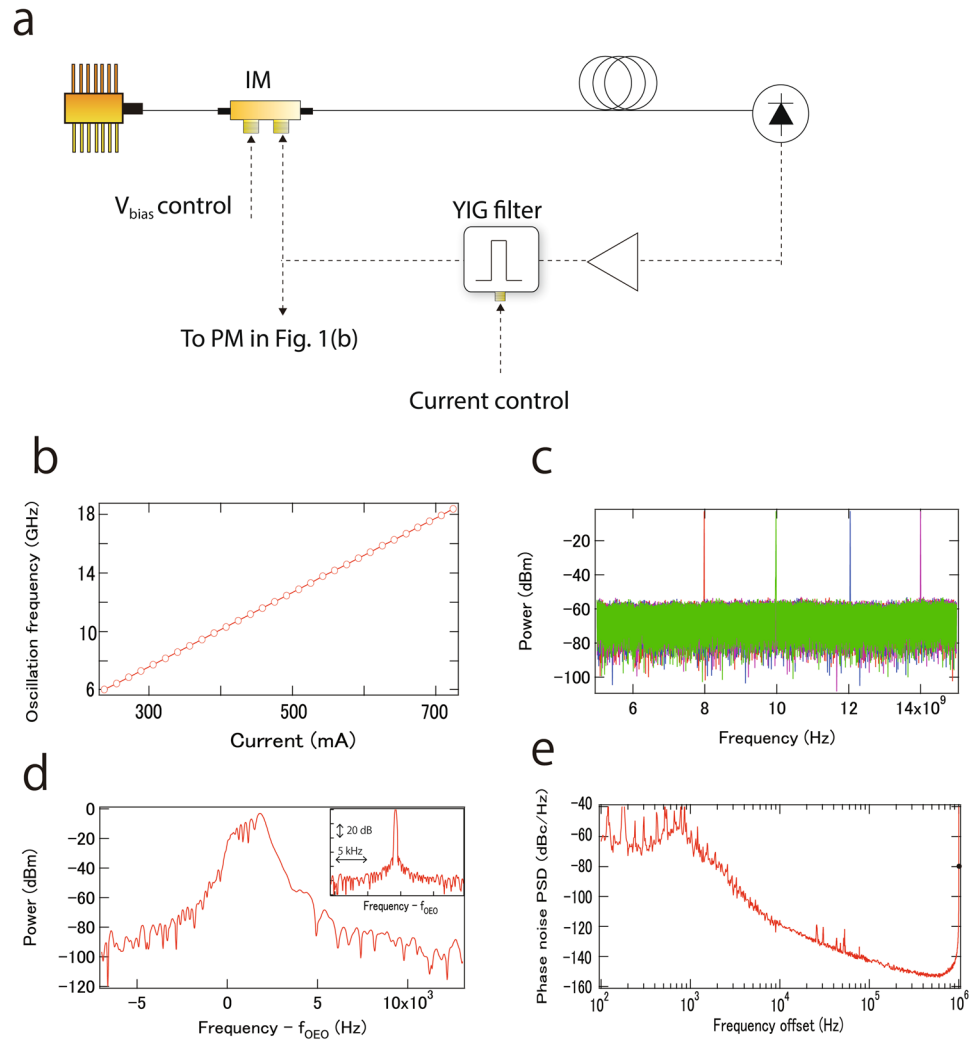 a
IM
V_bias control
YIG filter
To PM in Fig. 1(b)
Current control
b
Oscillation frequency (GHz)
18
14
10
6
300
500
700
Current (mA)
c
Power (dBm)
−20
−40
−60
−80
−100
6
8
10
12
14x10⁹
Frequency (Hz)
d
Power (dBm)
0
−20
−40
−60
−80
−100
−120
20 dB
5 kHz
Frequency − f_OEO
−5
0
5
10x10³
Frequency − f_OEO (Hz)
e
Phase noise PSD (dBc/Hz)
−40
−60
−80
−100
−120
−140
−160
10²
10³
10⁴
10⁵
10⁶
Frequency offset (Hz)